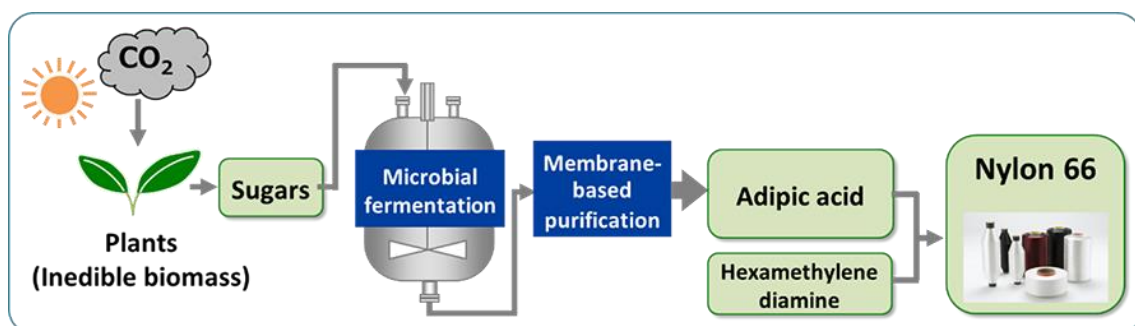 CO₂
Plants
(Inedible biomass)
Sugars
Microbial
fermentation
Membrane-
based
purification
Adipic acid
Hexamethylene
diamine
Nylon 66